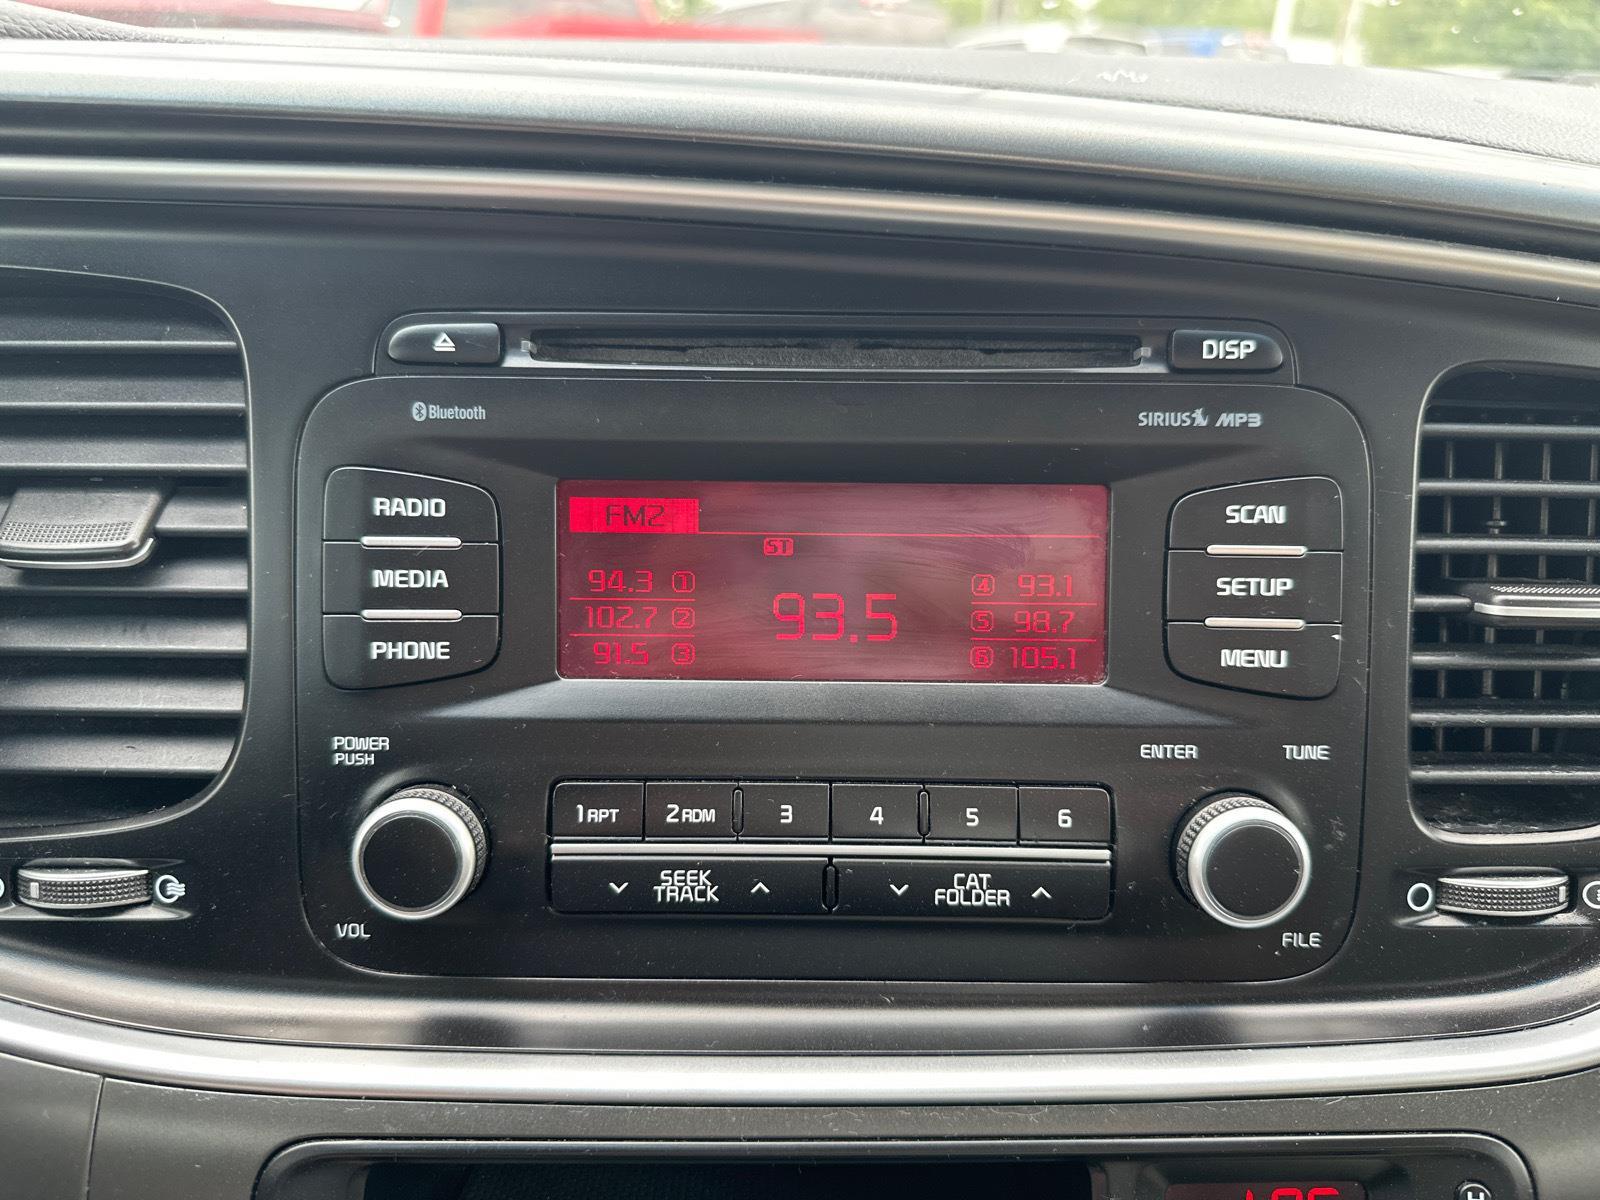 DISP
Bluetooth
SIRIUS MP3
RADIO
MEDIA
PHONE
FM2
ST
94.3 1
102.7 2
91.5 3
93.5
4 93.1
5 98.7
6 105.1
SCAN
SETUP
MENU
POWER
PUSH
VOL
1 RPT
2 RDM
3
4
5
6
SEEK
TRACK
CAT
FOLDER
ENTER
TUNE
FILE